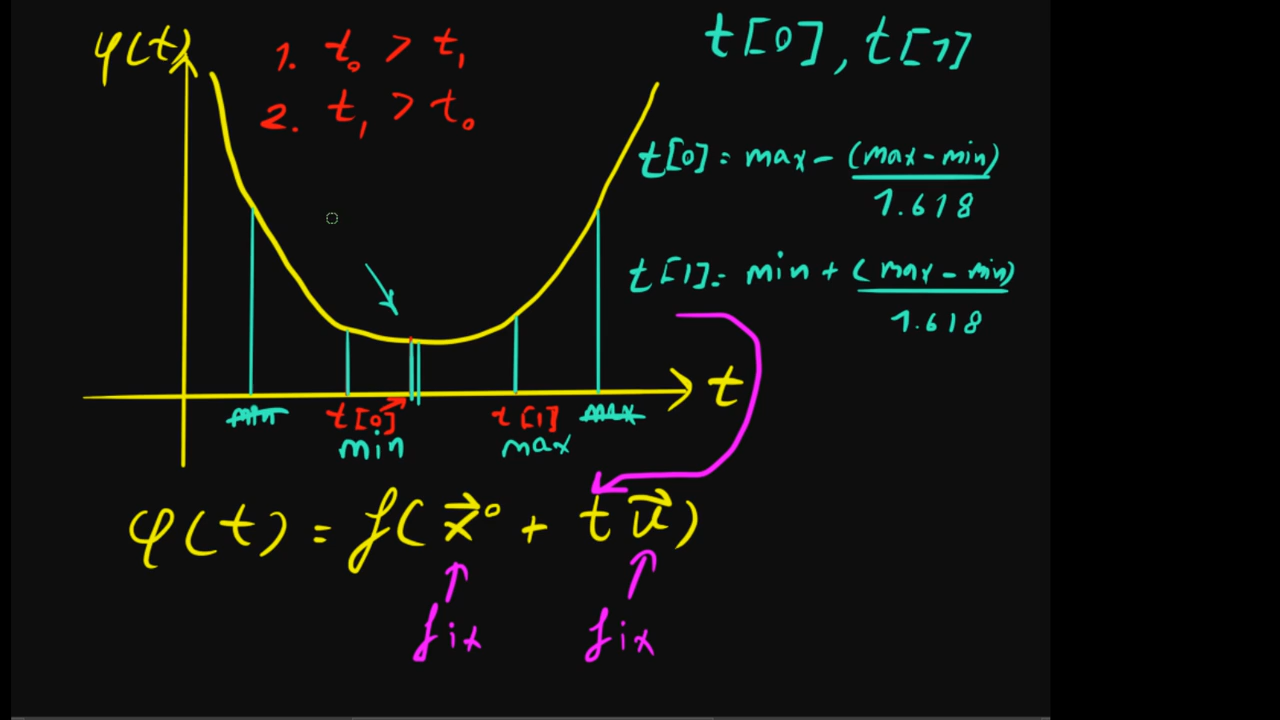 φ(t)
1. t₀ > t₁
2. t₁ > t₀
t[0], t[1]
t[0] = max - (max - min)
1.618
t[1] = min + (max - min)
1.618
t
min t[0] t[1] max
min max
φ(t) = f(x⃗⁰ + t u⃗)
fix fix